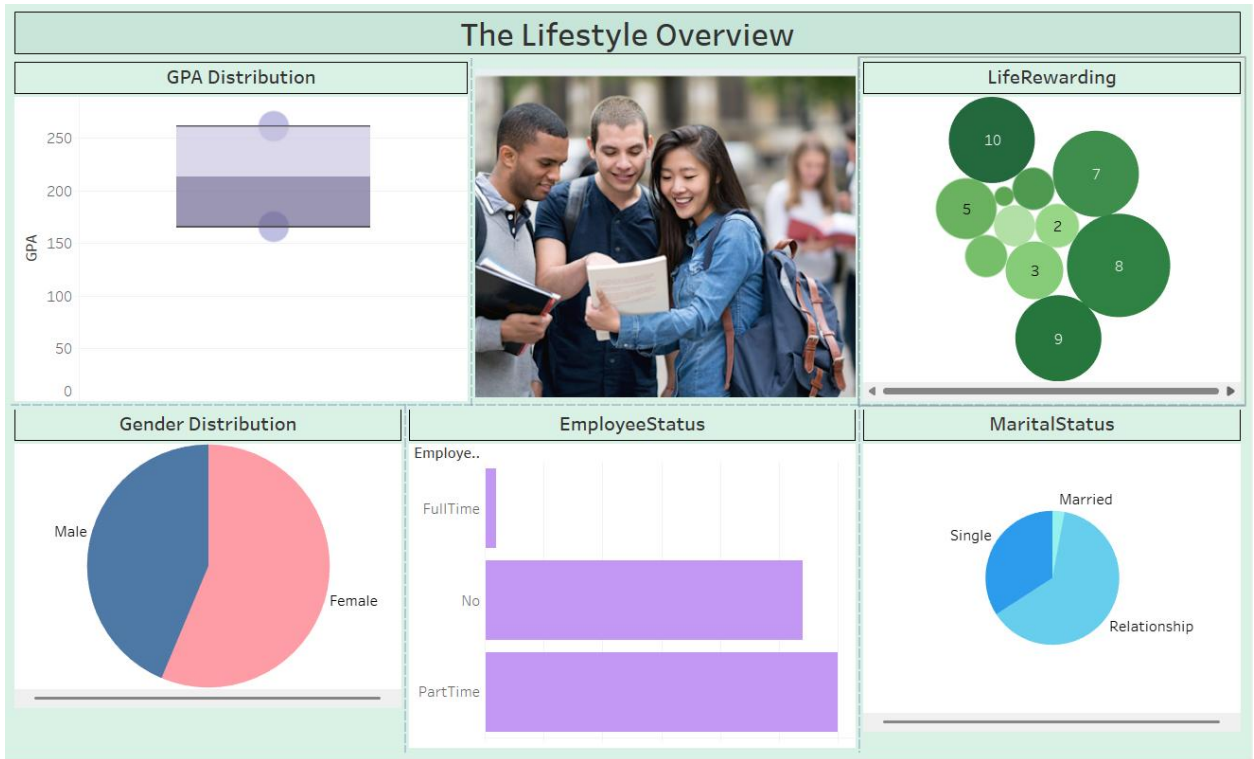 The Lifestyle Overview
GPA Distribution
250
200
150
100
50
0
GPA
LifeRewarding
10
7
5
2
8
3
9
Gender Distribution
Male
Female
EmployeeStatus
Employe..
FullTime
No
PartTime
MaritalStatus
Married
Single
Relationship